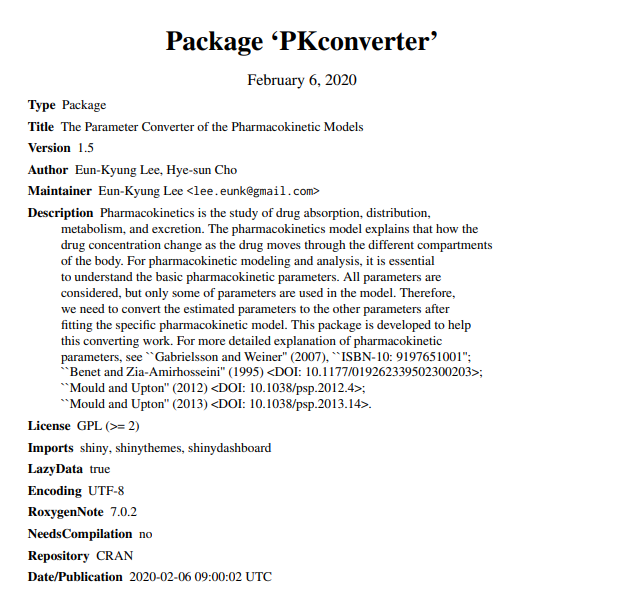 Package ‘PKconverter’
February 6, 2020
Type Package
Title The Parameter Converter of the Pharmacokinetic Models
Version 1.5
Author Eun-Kyung Lee, Hye-sun Cho
Maintainer Eun-Kyung Lee <lee.eunk@gmail.com>
Description Pharmacokinetics is the study of drug absorption, distribution,
metabolism, and excretion. The pharmacokinetics model explains that how the
drug concentration change as the drug moves through the different compartments
of the body. For pharmacokinetic modeling and analysis, it is essential
to understand the basic pharmacokinetic parameters. All parameters are
considered, but only some of parameters are used in the model. Therefore,
we need to convert the estimated parameters to the other parameters after
fitting the specific pharmacokinetic model. This package is developed to help
this converting work. For more detailed explanation of pharmacokinetic
parameters, see ``Gabrielsson and Weiner'' (2007), ``ISBN-10: 9197651001'';
``Benet and Zia-Amirhosseini'' (1995) <DOI: 10.1177/019262339502300203>;
``Mould and Upton'' (2012) <DOI: 10.1038/psp.2012.4>;
``Mould and Upton'' (2013) <DOI: 10.1038/psp.2013.14>.
License GPL (>= 2)
Imports shiny, shinythemes, shinydashboard
LazyData true
Encoding UTF-8
RoxygenNote 7.0.2
NeedsCompilation no
Repository CRAN
Date/Publication 2020-02-06 09:00:02 UTC